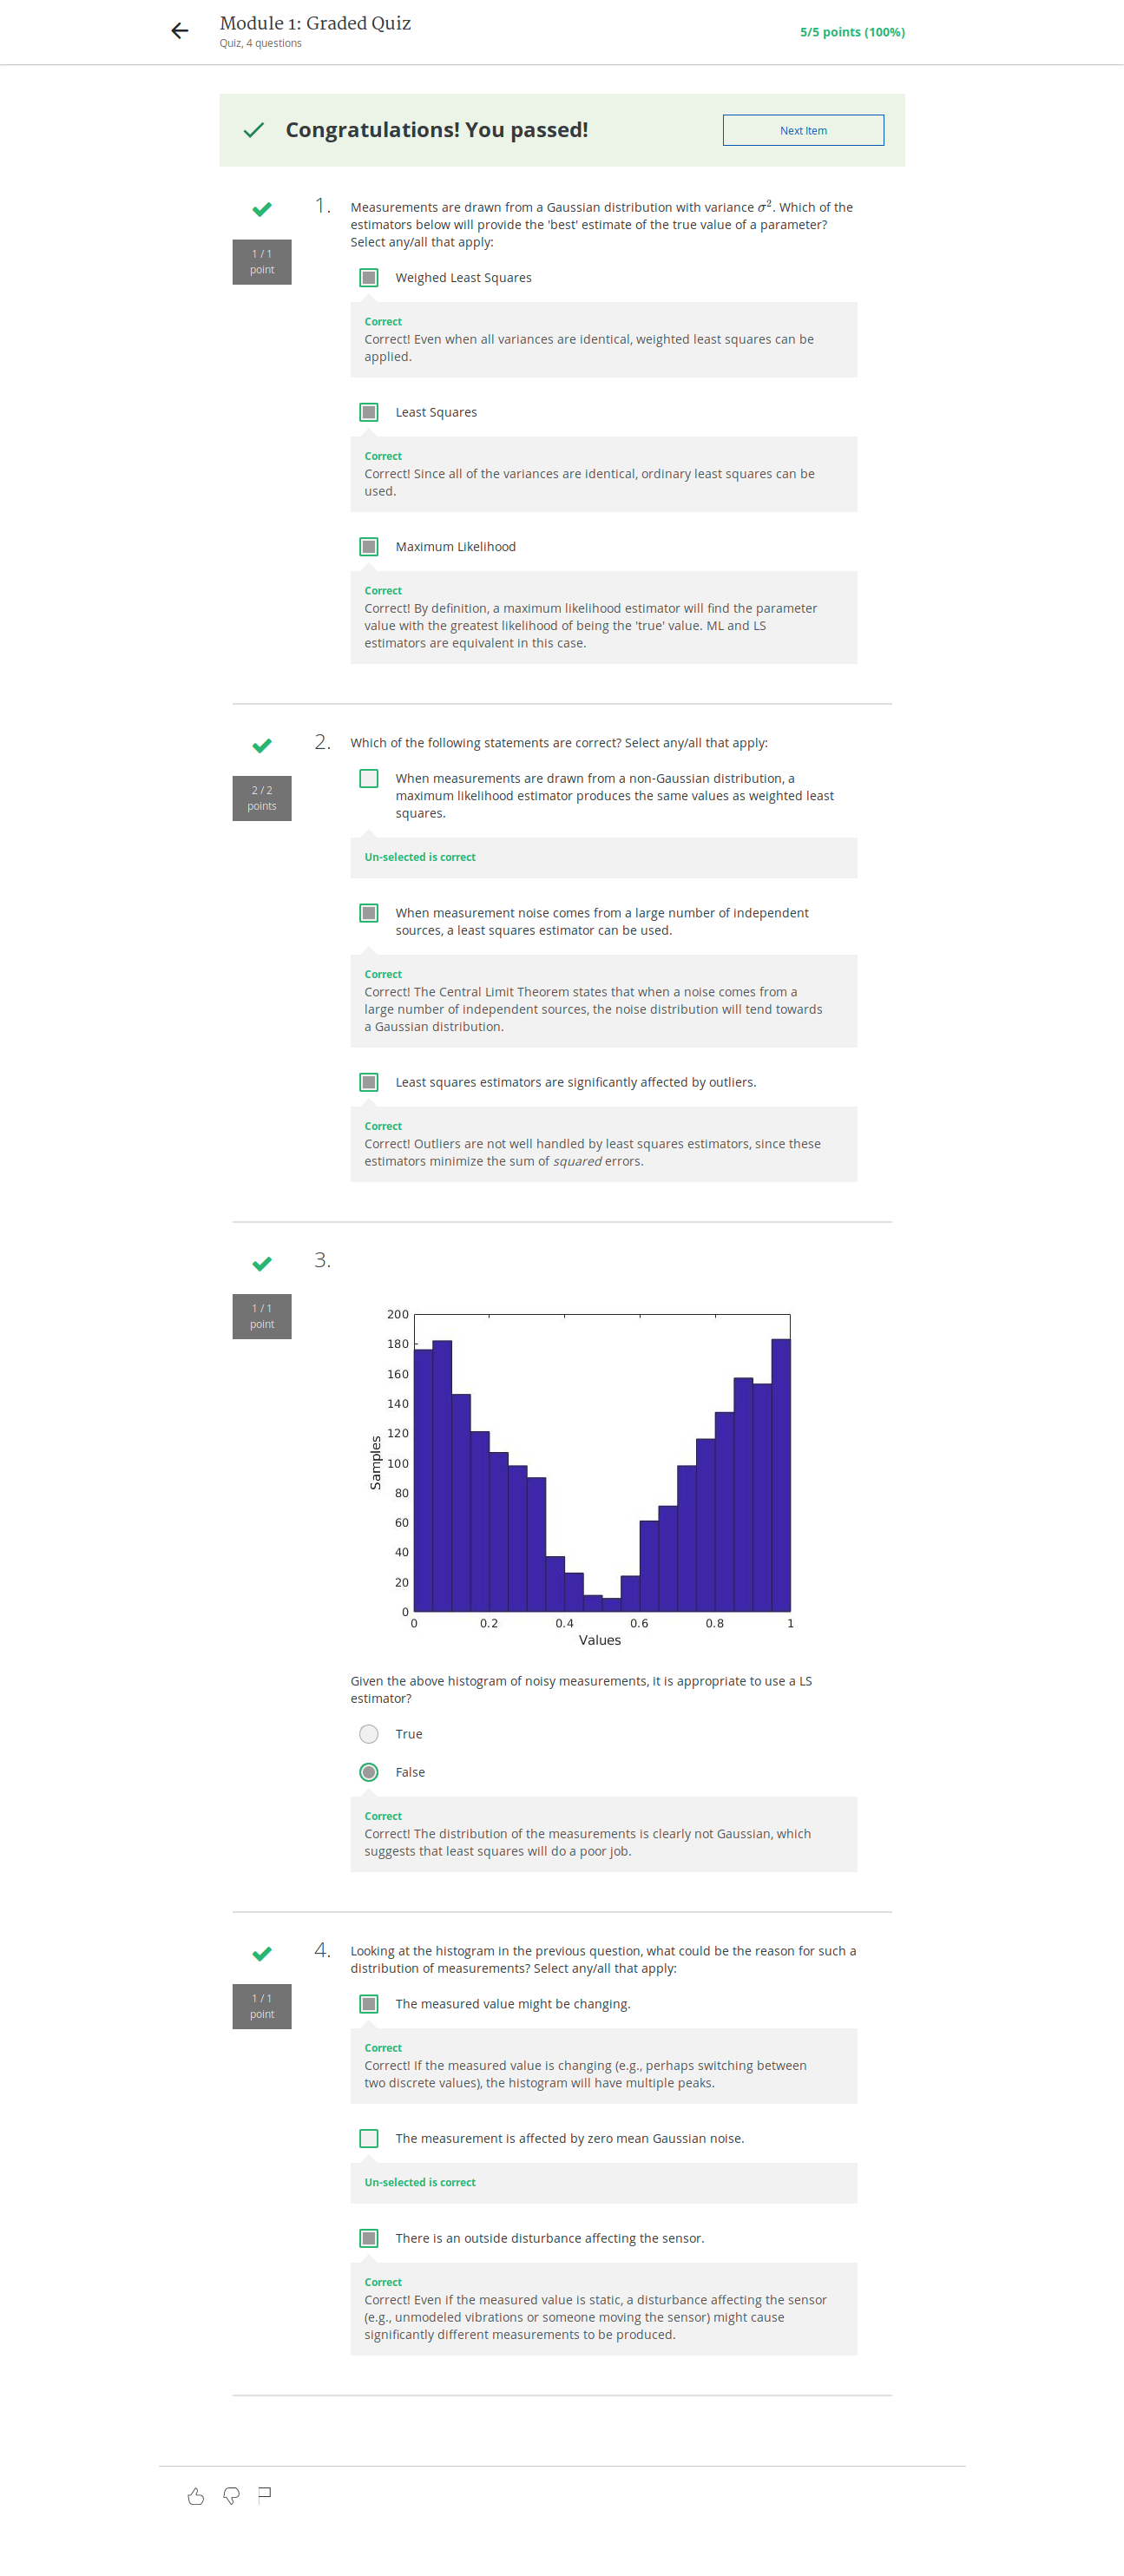 Module 1: Graded Quiz
Quiz, 4 questions
5/5 points (100%)
Congratulations! You passed!
Next Item
1.
1 / 1
point
Measurements are drawn from a Gaussian distribution with variance σ². Which of the
estimators below will provide the 'best' estimate of the true value of a parameter?
Select any/all that apply:
Weighed Least Squares
Correct
Correct! Even when all variances are identical, weighted least squares can be
applied.
Least Squares
Correct
Correct! Since all of the variances are identical, ordinary least squares can be
used.
Maximum Likelihood
Correct
Correct! By definition, a maximum likelihood estimator will find the parameter
value with the greatest likelihood of being the 'true' value. ML and LS
estimators are equivalent in this case.
2.
2 / 2
points
Which of the following statements are correct? Select any/all that apply:
When measurements are drawn from a non-Gaussian distribution, a
maximum likelihood estimator produces the same values as weighted least
squares.
Un-selected is correct
When measurement noise comes from a large number of independent
sources, a least squares estimator can be used.
Correct
Correct! The Central Limit Theorem states that when a noise comes from a
large number of independent sources, the noise distribution will tend towards
a Gaussian distribution.
Least squares estimators are significantly affected by outliers.
Correct
Correct! Outliers are not well handled by least squares estimators, since these
estimators minimize the sum of squared errors.
3.
1 / 1
point
200
180
160
140
120
100
80
60
40
20
0
Samples
0 0.2 0.4 0.6 0.8 1
Values
Given the above histogram of noisy measurements, it is appropriate to use a LS
estimator?
True
False
Correct
Correct! The distribution of the measurements is clearly not Gaussian, which
suggests that least squares will do a poor job.
4.
1 / 1
point
Looking at the histogram in the previous question, what could be the reason for such a
distribution of measurements? Select any/all that apply:
The measured value might be changing.
Correct
Correct! If the measured value is changing (e.g., perhaps switching between
two discrete values), the histogram will have multiple peaks.
The measurement is affected by zero mean Gaussian noise.
Un-selected is correct
There is an outside disturbance affecting the sensor.
Correct
Correct! Even if the measured value is static, a disturbance affecting the sensor
(e.g., unmodeled vibrations or someone moving the sensor) might cause
significantly different measurements to be produced.